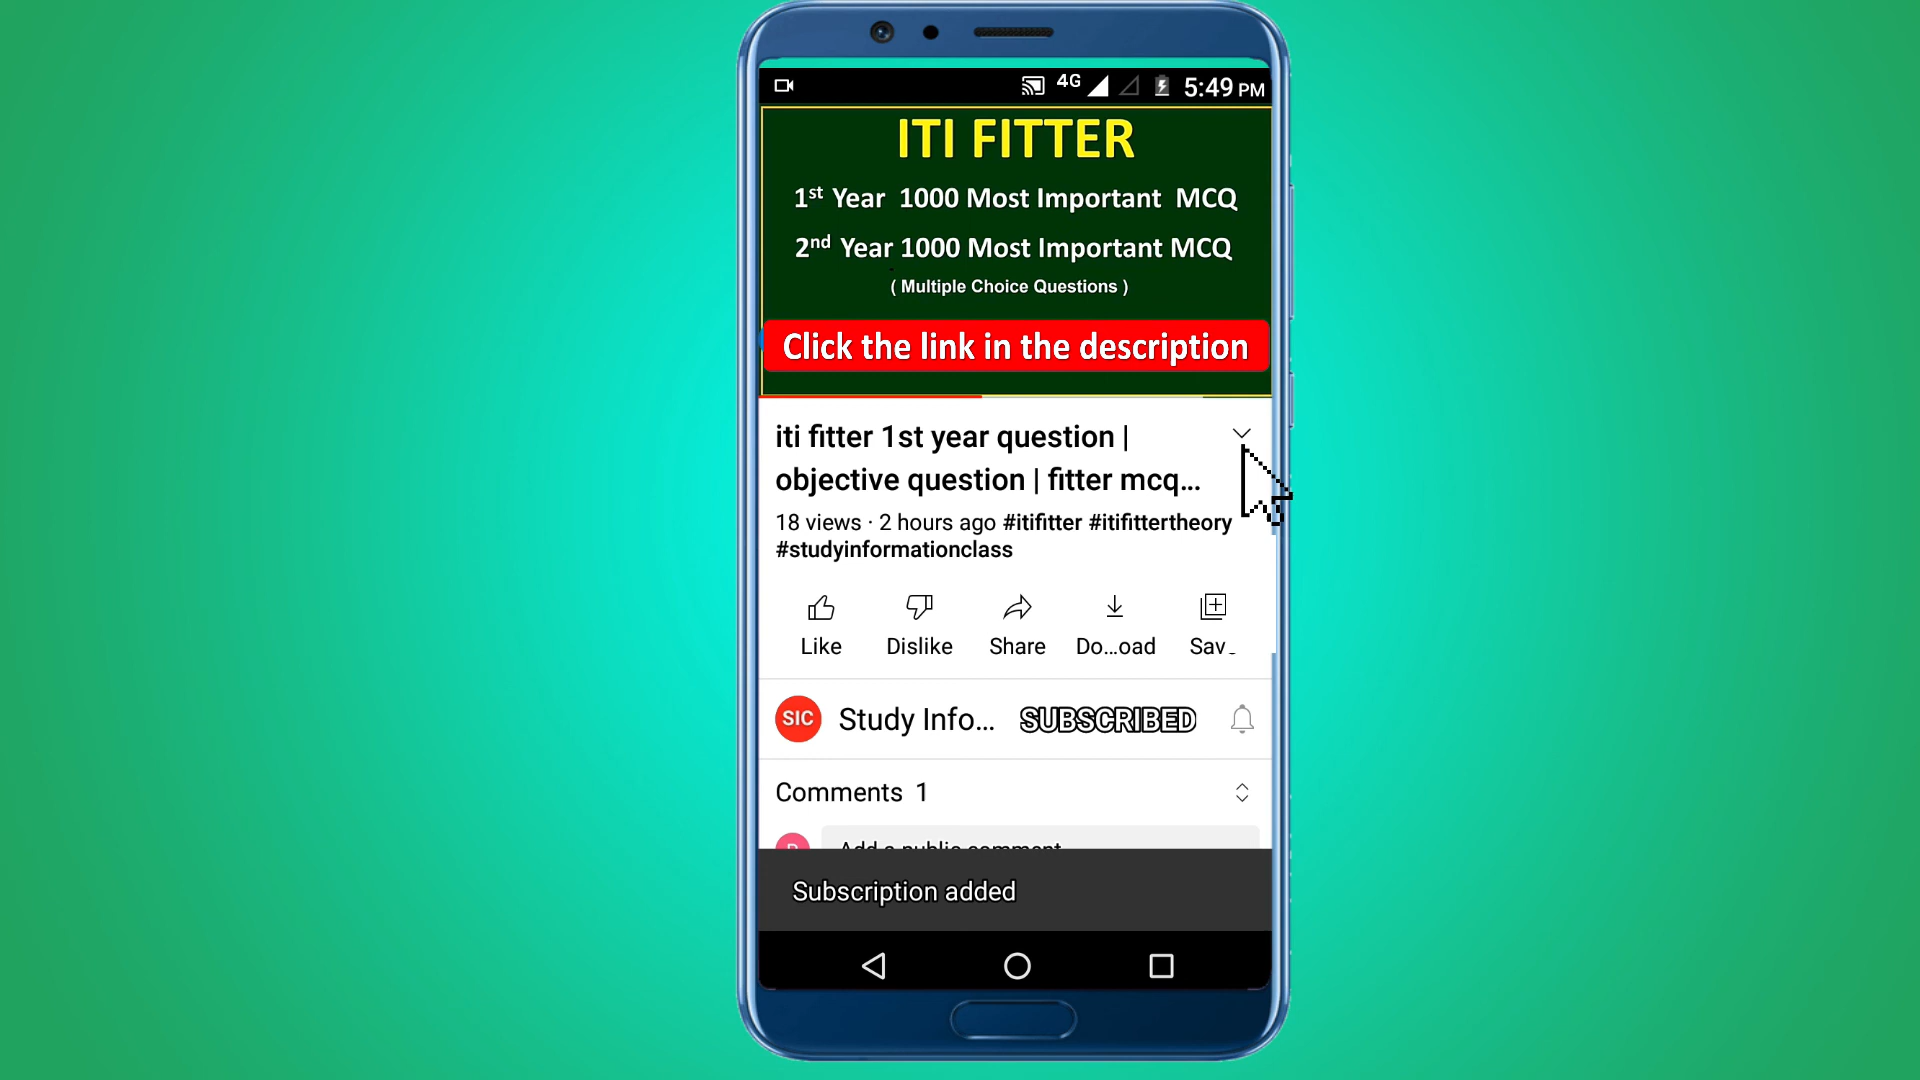 4G 5:49 PM
ITI FITTER
1st Year 1000 Most Important MCQ
2nd Year 1000 Most Important MCQ
( Multiple Choice Questions )
Click the link in the description
iti fitter 1st year question |
objective question | fitter mcq...
18 views · 2 hours ago #itifitter #itifittertheory
#studyinformationclass
Like Dislike Share Do...oad Sav
SIC Study Info... SUBSCRIBED
Comments 1
Add a public comment
Subscription added